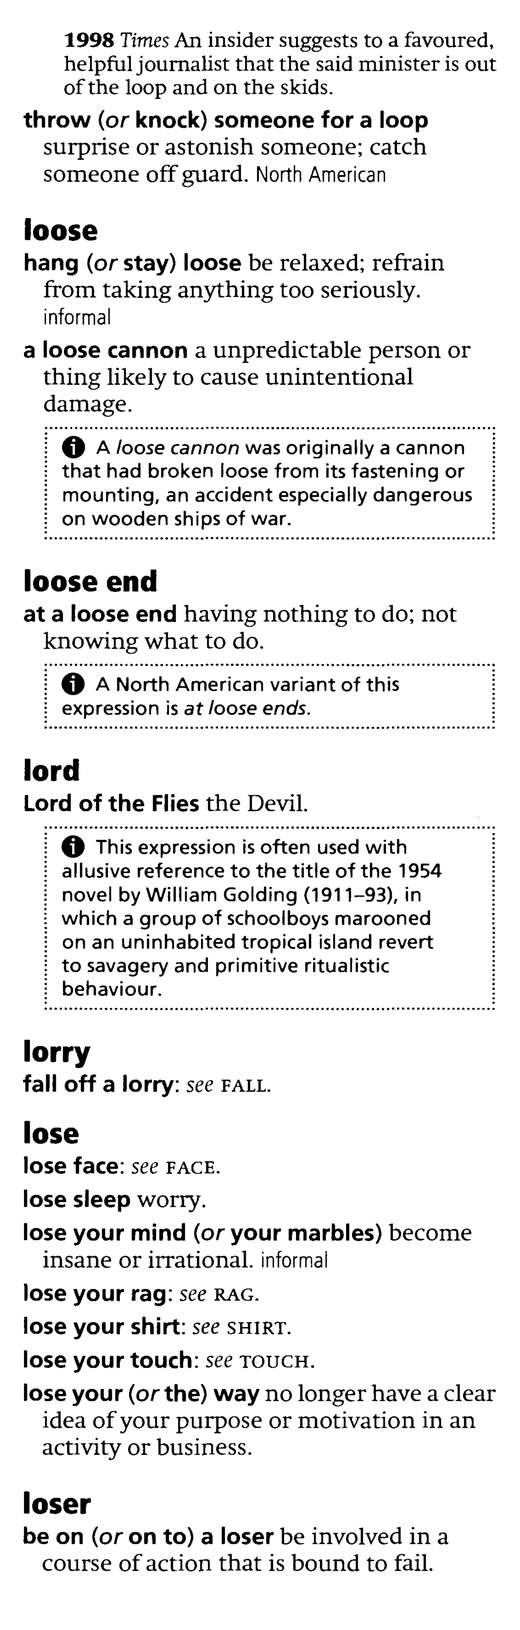 1998 Times An insider suggests to a favoured,
helpful journalist that the said minister is out
of the loop and on the skids.
throw (or knock) someone for a loop
surprise or astonish someone; catch
someone off guard. North American
loose
hang (or stay) loose be relaxed; refrain
from taking anything too seriously.
informal
a loose cannon a unpredictable person or
thing likely to cause unintentional
damage.
A loose cannon was originally a cannon
that had broken loose from its fastening or
mounting, an accident especially dangerous
on wooden ships of war.
loose end
at a loose end having nothing to do; not
knowing what to do.
A North American variant of this
expression is at loose ends.
lord
Lord of the Flies the Devil.
This expression is often used with
allusive reference to the title of the 1954
novel by William Golding (1911–93), in
which a group of schoolboys marooned
on an uninhabited tropical island revert
to savagery and primitive ritualistic
behaviour.
lorry
fall off a lorry: see FALL.
lose
lose face: see FACE.
lose sleep worry.
lose your mind (or your marbles) become
insane or irrational. informal
lose your rag: see RAG.
lose your shirt: see SHIRT.
lose your touch: see TOUCH.
lose your (or the) way no longer have a clear
idea of your purpose or motivation in an
activity or business.
loser
be on (or on to) a loser be involved in a
course of action that is bound to fail.